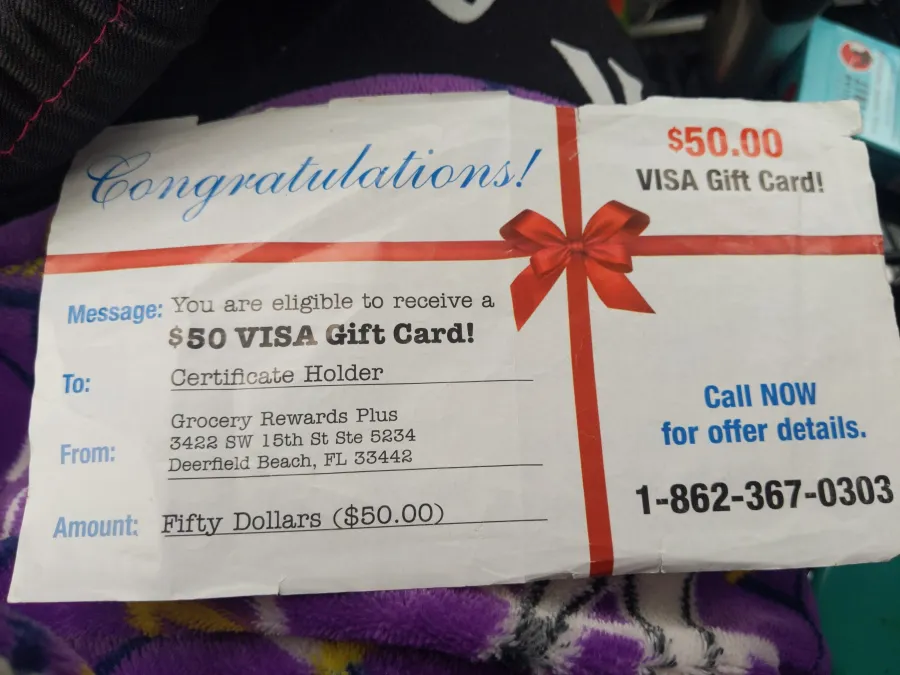 Congratulations!
$50.00
VISA Gift Card!
Message: You are eligible to receive a
$50 VISA Gift Card!
To: Certificate Holder
From: Grocery Rewards Plus
3422 SW 15th St Ste 5234
Deerfield Beach, FL 33442
Amount: Fifty Dollars ($50.00)
Call NOW
for offer details.
1-862-367-0303